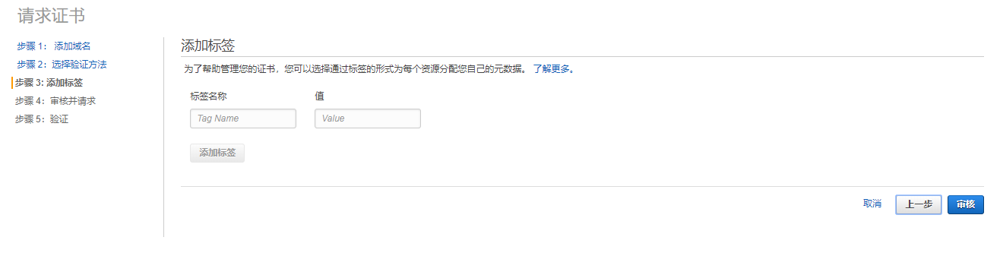 请求证书
步骤 1： 添加域名
步骤 2：选择验证方法
步骤 3: 添加标签
步骤 4：审核并请求
步骤 5：验证
添加标签
为了帮助管理您的证书，您可以选择通过标签的形式为每个资源分配您自己的元数据。 了解更多。
标签名称 值
Tag Name Value
添加标签
取消 上一步 审核